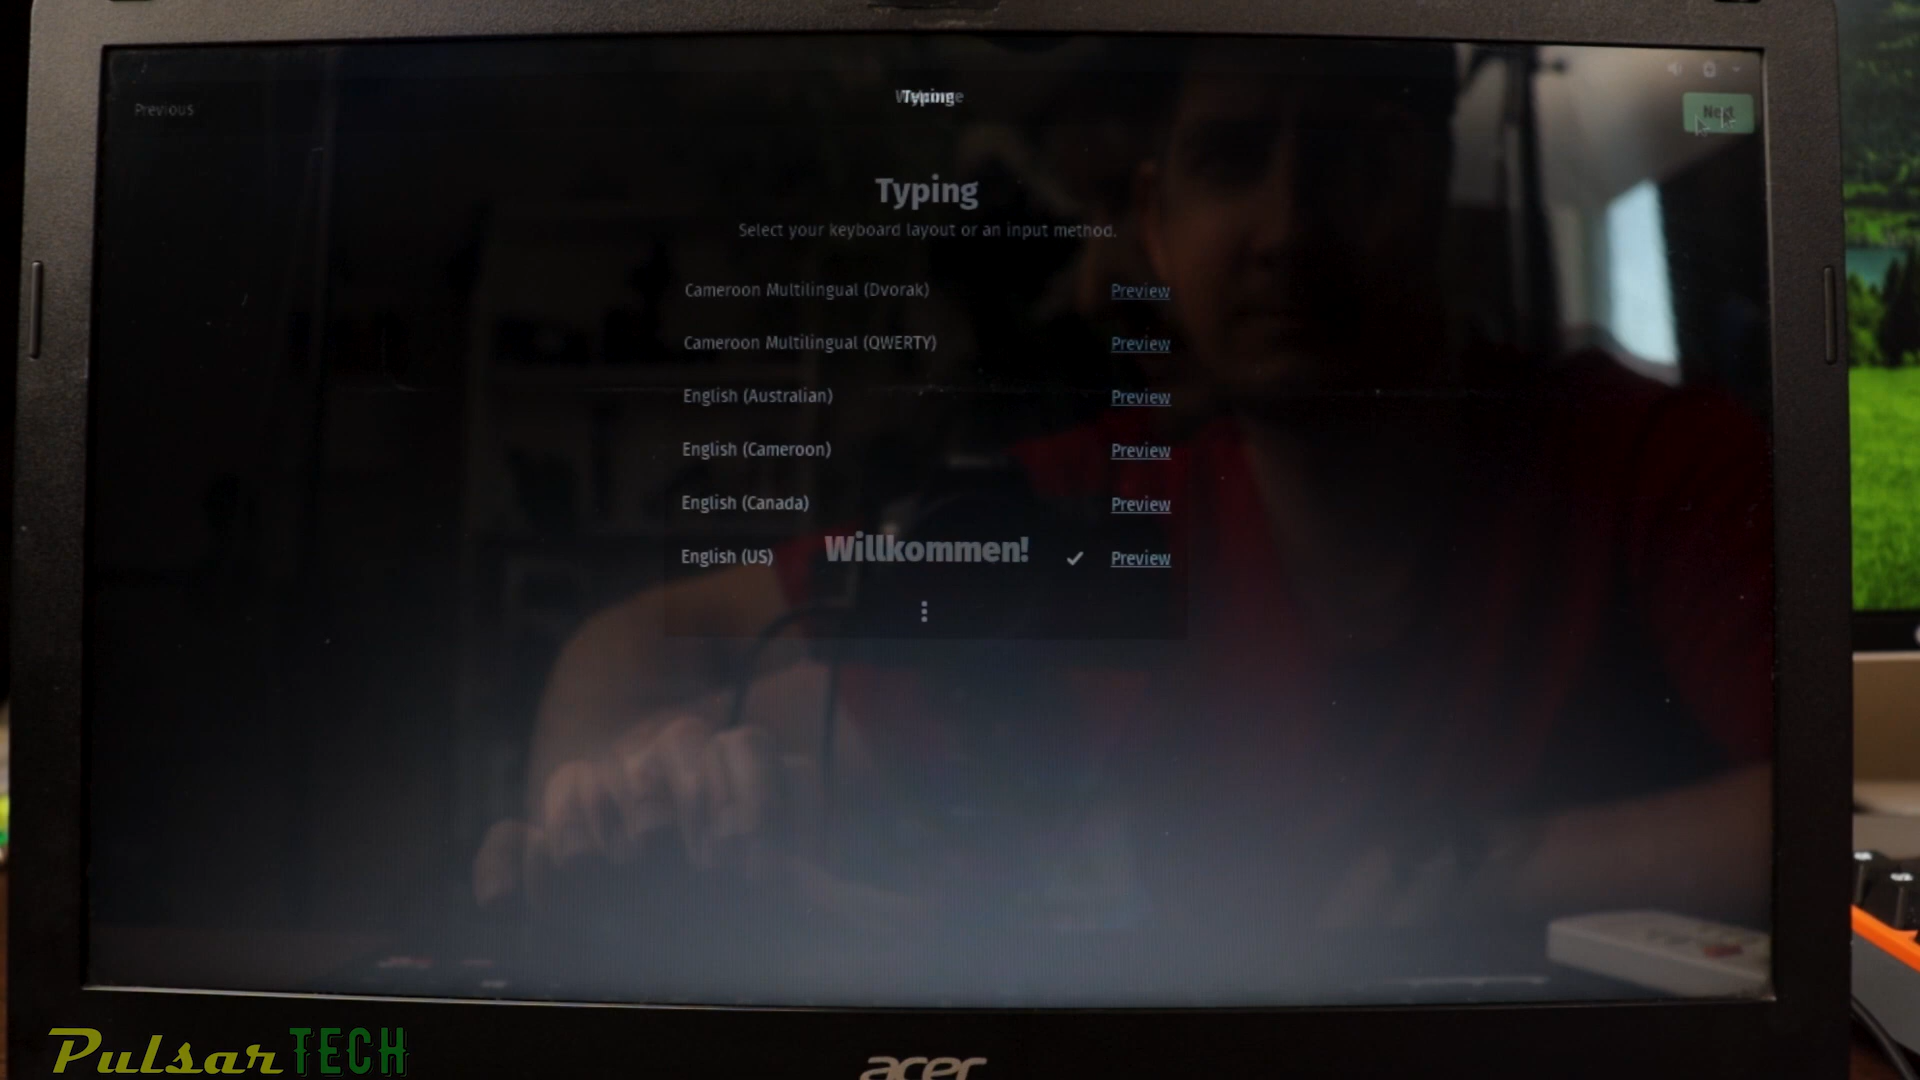 Previous
Typing
Welcome
Next
Typing
Select your keyboard layout or an input method.
Cameroon Multilingual (Dvorak) Preview
Cameroon Multilingual (QWERTY) Preview
English (Australian) Preview
English (Cameroon) Preview
English (Canada) Preview
English (US) Preview
Willkommen!
PulsarTECH
acer